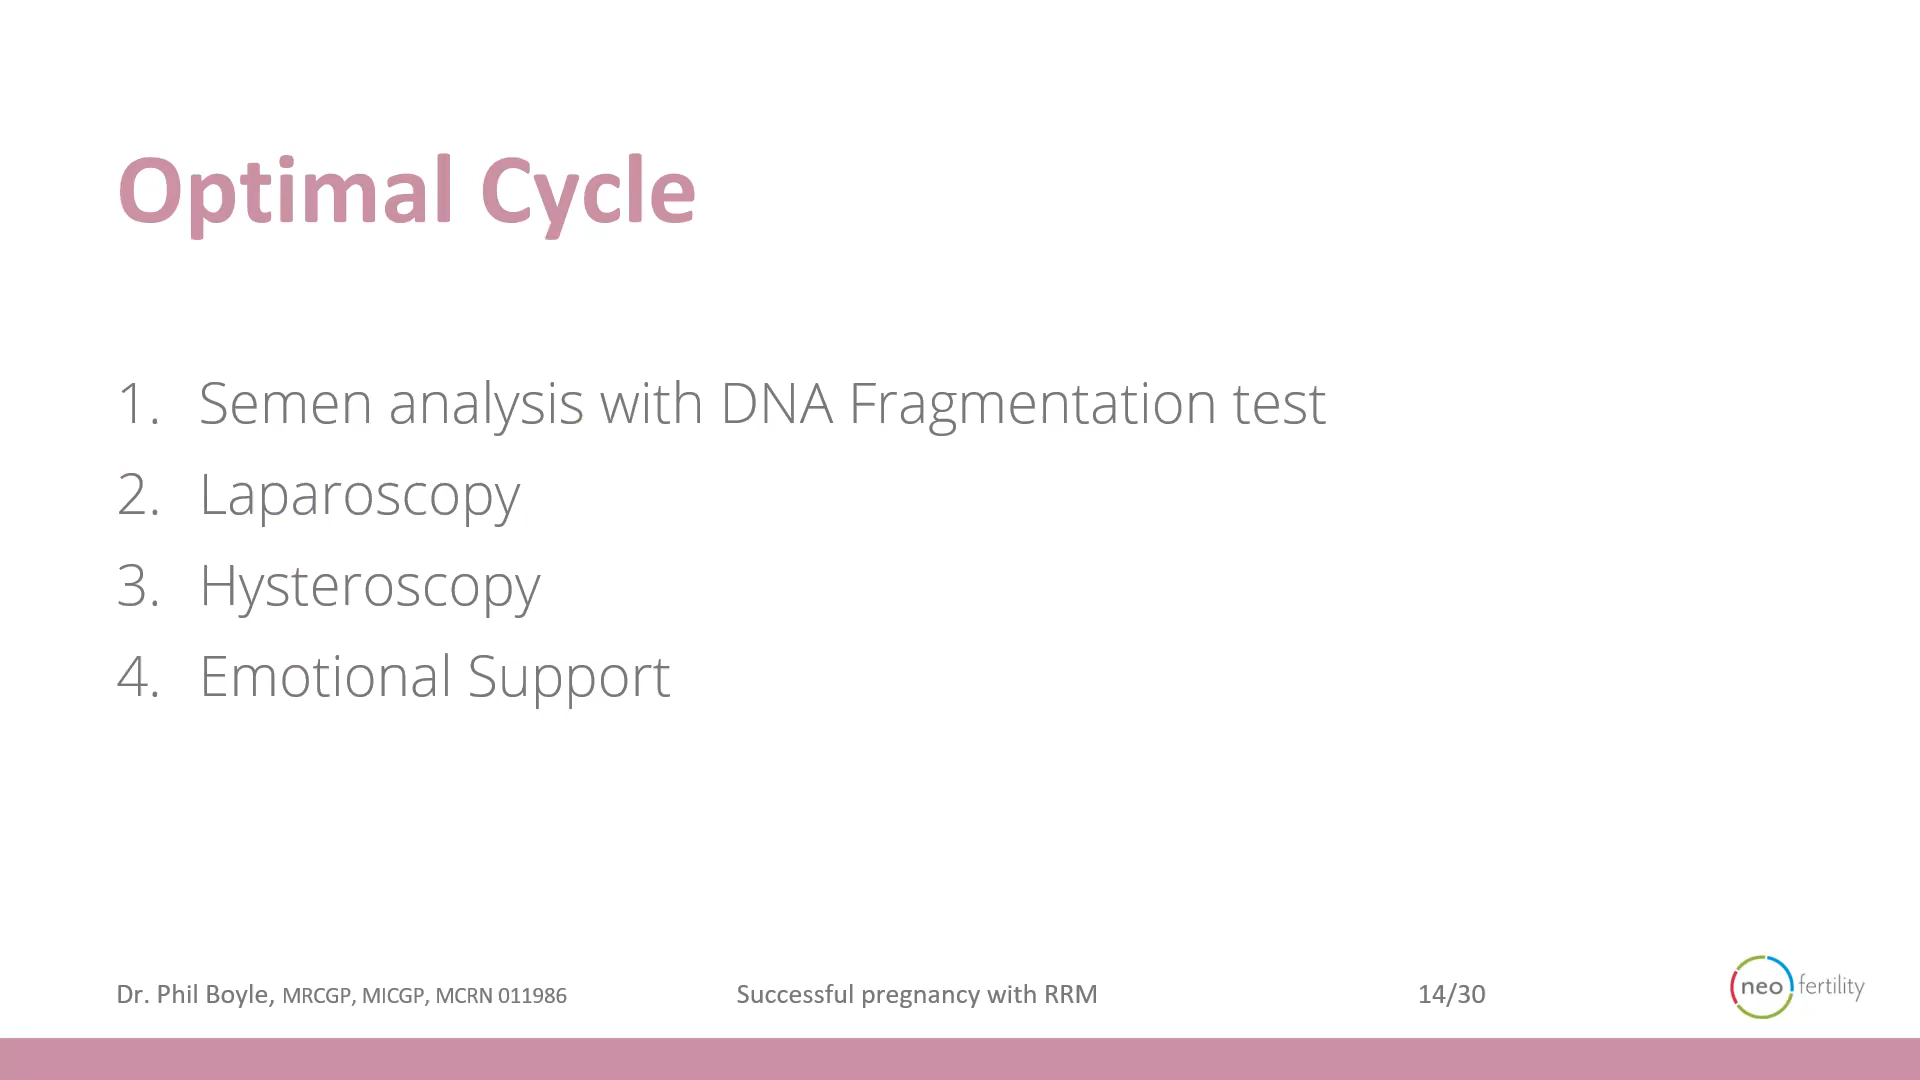 Optimal Cycle
1. Semen analysis with DNA Fragmentation test
2. Laparoscopy
3. Hysteroscopy
4. Emotional Support
Dr. Phil Boyle, MRCGP, MICGP, MCRN 011986 Successful pregnancy with RRM 14/30 neo fertility